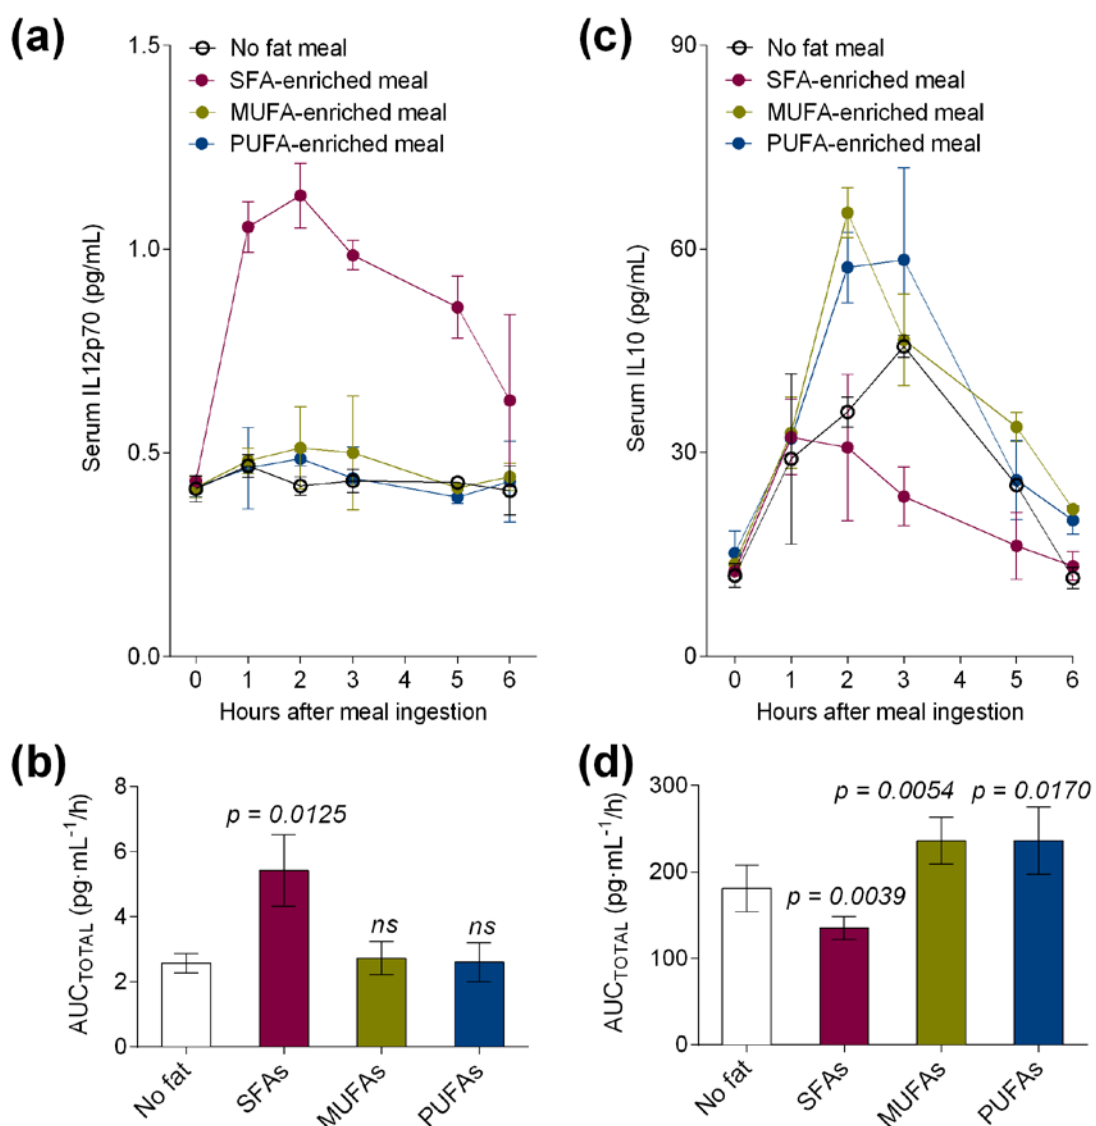 (a)
1.5
1.0
0.5
0.0
Serum IL12p70 (pg/mL)
No fat meal
SFA-enriched meal
MUFA-enriched meal
PUFA-enriched meal
0 1 2 3 4 5 6
Hours after meal ingestion
(c)
90
60
30
0
Serum IL10 (pg/mL)
No fat meal
SFA-enriched meal
MUFA-enriched meal
PUFA-enriched meal
0 1 2 3 4 5 6
Hours after meal ingestion
(b)
8
6
4
2
0
AUCTOTAL (pg·mL⁻¹/h)
p = 0.0125
ns
ns
No fat
SFAs
MUFAs
PUFAs
(d)
300
200
100
0
AUCTOTAL (pg·mL⁻¹/h)
p = 0.0054
p = 0.0170
p = 0.0039
No fat
SFAs
MUFAs
PUFAs